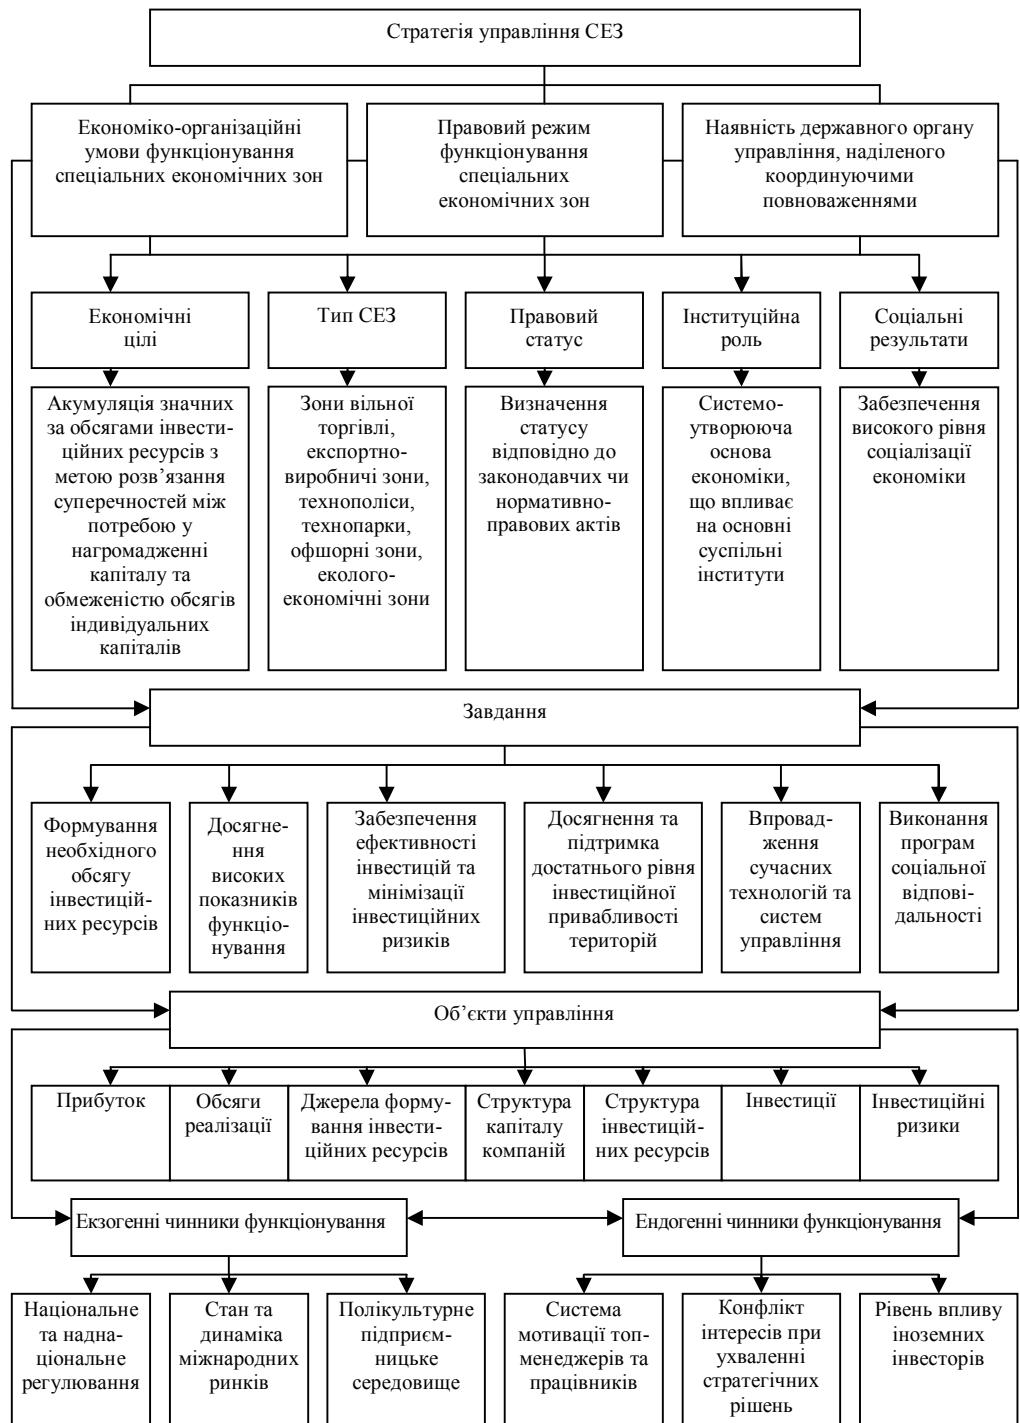 Стратегія управління СЕЗ
Економіко-організаційні
умови функціонування
спеціальних економічних зон
Правовий режим
функціонування
спеціальних
економічних зон
Наявність державного органу
управління, наділеного
координуючими
повноваженнями
Економічні
цілі
Тип СЕЗ
Правовий
статус
Інституційна
роль
Соціальні
результати
Акумуляція значних
за обсягами інвести-
ційних ресурсів з
метою розв’язання
суперечностей між
потребою у
нагромадженні
капіталу та
обмеженістю обсягів
індивідуальних
капіталів
Зони вільної
торгівлі,
експортно-
виробничі зони,
технополіси,
технопарки,
офшорні зони,
еколого-
економічні зони
Визначення
статусу
відповідно до
законодавчих чи
нормативно-
правових актів
Системо-
утворююча
основа
економіки,
що впливає
на основні
суспільні
інститути
Забезпечення
високого рівня
соціалізації
економіки
Завдання
Формування
необхідного
обсягу
інвестицій-
них ресурсів
Досягне-
ння
високих
показників
функціо-
нування
Забезпечення
ефективності
інвестицій та
мінімізації
інвестиційних
ризиків
Досягнення та
підтримка
достатнього рівня
інвестиційної
привабливості
територій
Впровад-
ження
сучасних
технологій та
систем
управління
Виконання
програм
соціальної
відпові-
дальності
Об’єкти управління
Прибуток
Обсяги
реалізації
Джерела форму-
вання інвести-
ційних ресурсів
Структура
капіталу
компаній
Структура
інвестицій-
них ресурсів
Інвестиції
Інвестиційні
ризики
Екзогенні чинники функціонування
Ендогенні чинники функціонування
Національне
та надна-
ціональне
регулювання
Стан та
динаміка
міжнародних
ринків
Полікультурне
підприєм-
ницьке
середовище
Система
мотивації топ-
менеджерів та
працівників
Конфлікт
інтересів при
ухваленні
стратегічних
рішень
Рівень впливу
іноземних
інвесторів